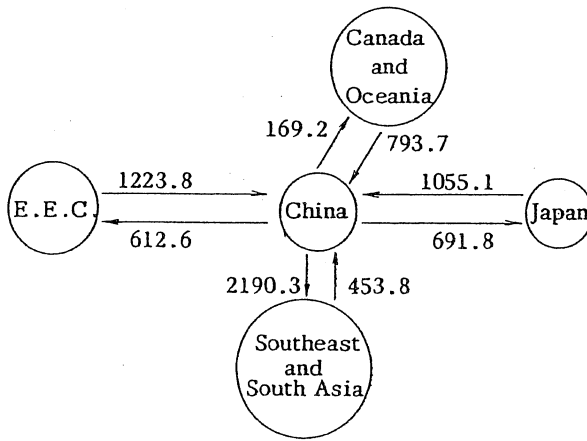 Canada
and
Oceania
169.2
793.7
1223.8
1055.1
E.E.C.
China
Japan
612.6
691.8
2190.3
453.8
Southeast
and
South Asia